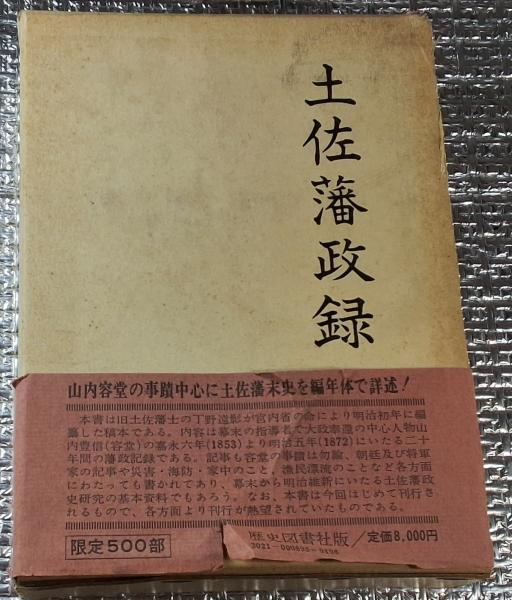 土佐藩政録
山内容堂の事蹟中心に土佐藩末史を編年体で詳述!
本書は旧土佐藩士の丁野遠影が宮内省の命により明治初年に編
纂した稿本である。内容は幕末の指導者で大政奉還の中心人物山
内豊信(容堂)の嘉永六年(1853)より明治五年(1872)にいたる二十
年間の藩政記録である。記事も容堂の事蹟は勿論、朝廷及び将軍
家の記事や災害・海防・家中のこと、漁民漂流のことなど各方面
にわたっても書かれてあり、幕末から明治維新にいたる土佐藩政
史研究の基本資料でもあろう。なお、本書は今回はじめて刊行さ
れるもので、各方面より刊行が熱望されていたものである。
限定500部
歴史図書社版/定価8,000円
3021-000895-9496